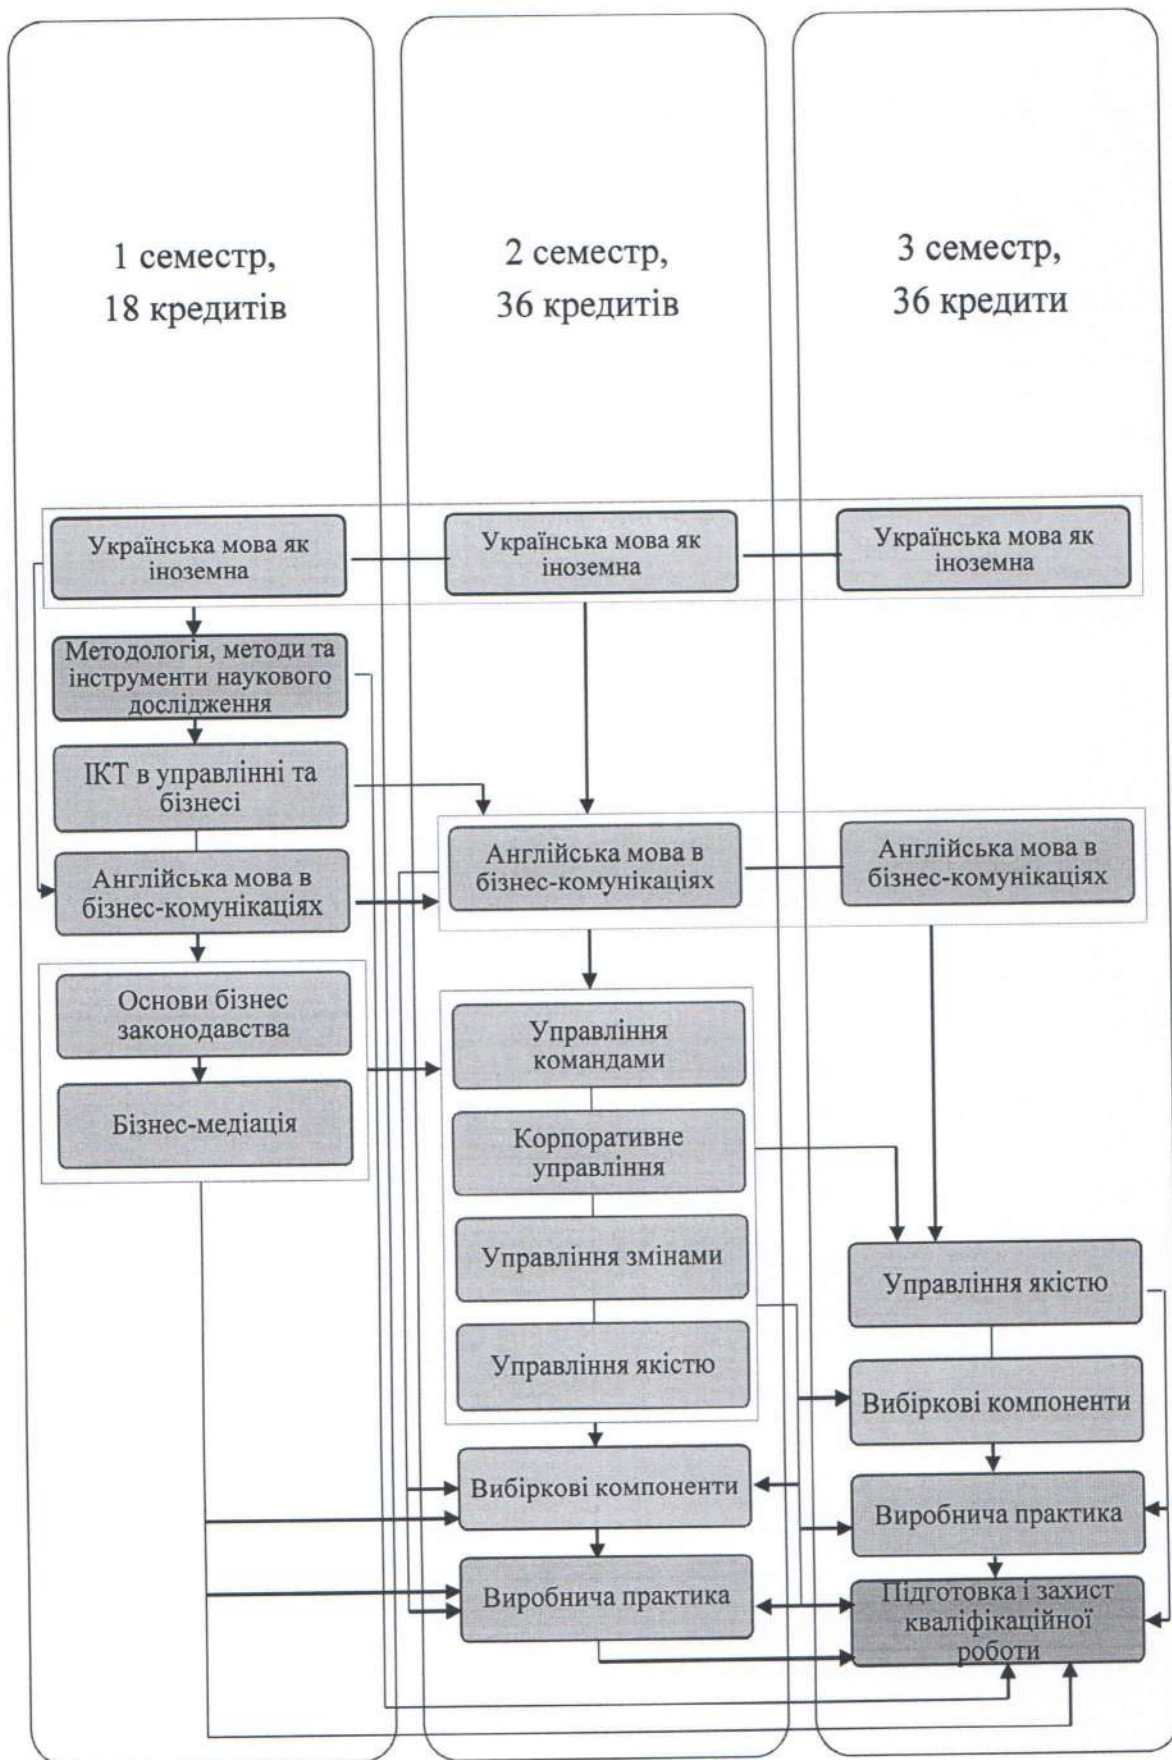 1 семестр,
18 кредитів
Українська мова як
іноземна
Методологія, методи та
інструменти наукового
дослідження
ІКТ в управлінні та
бізнесі
Англійська мова в
бізнес-комунікаціях
Основи бізнес
законодавства
Бізнес-медіація
2 семестр,
36 кредитів
Українська мова як
іноземна
Англійська мова в
бізнес-комунікаціях
Управління
командами
Корпоративне
управління
Управління змінами
Управління якістю
Вибіркові компоненти
Виробнича практика
3 семестр,
36 кредити
Українська мова як
іноземна
Англійська мова в
бізнес-комунікаціях
Управління якістю
Вибіркові компоненти
Виробнича практика
Підготовка і захист
кваліфікаційної
роботи